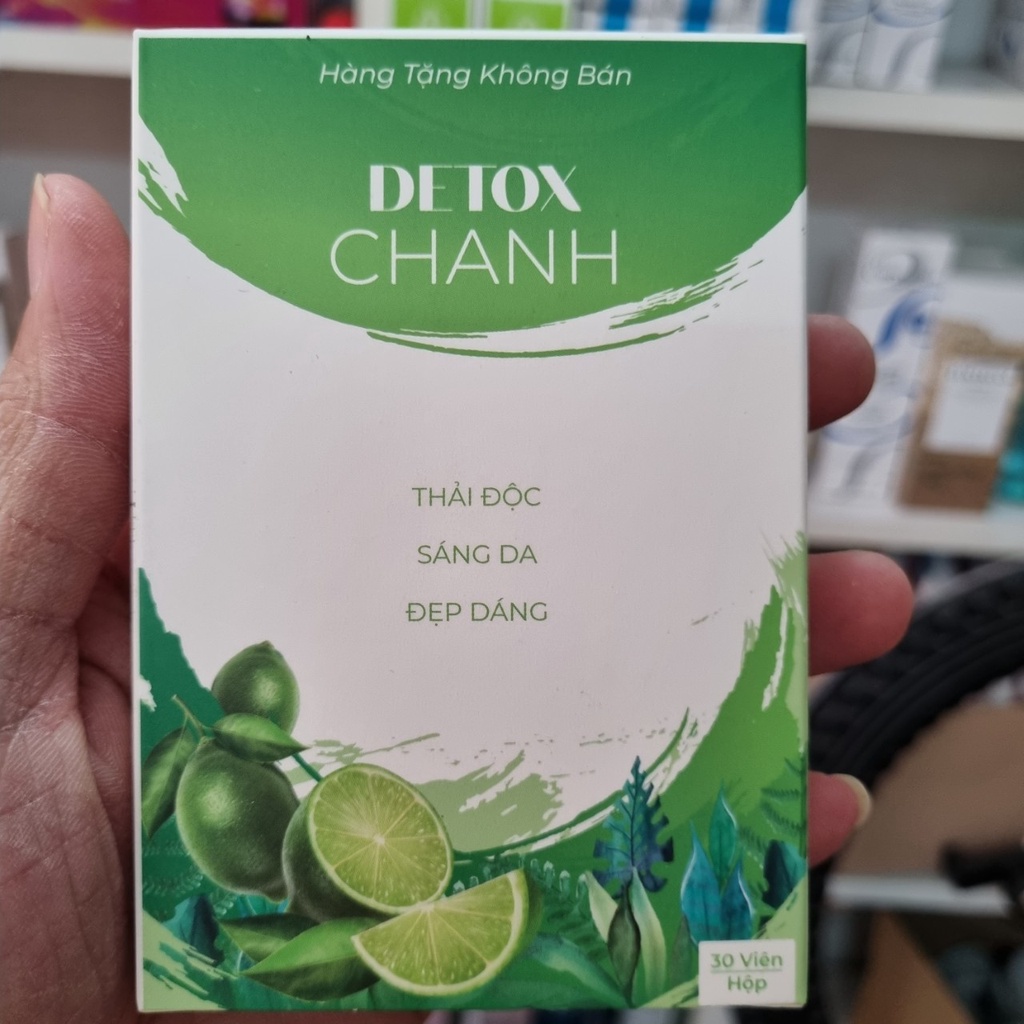 Hàng Tặng Không Bán
DETOX
CHANH
THẢI ĐỘC
SÁNG DA
ĐẸP DÁNG
30 Viên
Hộp